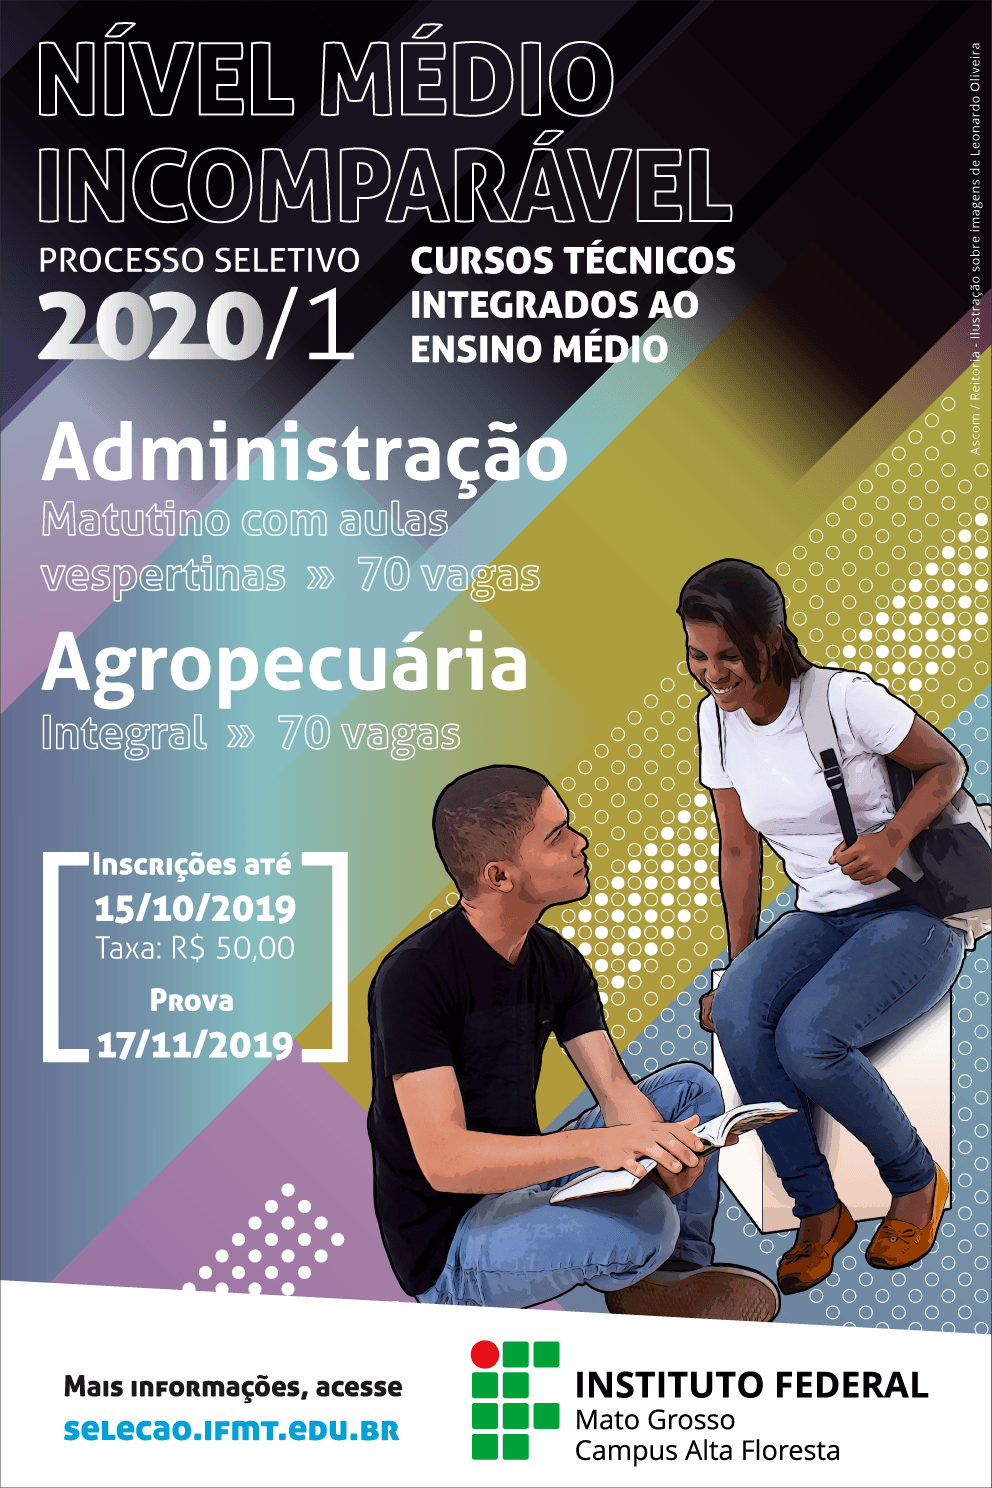 NÍVEL MÉDIO
INCOMPARÁVEL
PROCESSO SELETIVO
2020/1
CURSOS TÉCNICOS
INTEGRADOS AO
ENSINO MÉDIO
Administração
Matutino com aulas
vespertinas » 70 vagas
Agropecuária
Integral » 70 vagas
Inscrições até
15/10/2019
Taxa: R$ 50,00
Prova
17/11/2019
Mais informações, acesse
selecao.ifmt.edu.br
INSTITUTO FEDERAL
Mato Grosso
Campus Alta Floresta
Ascom / Reitoria - Ilustração sobre imagens de Leonardo Oliveira